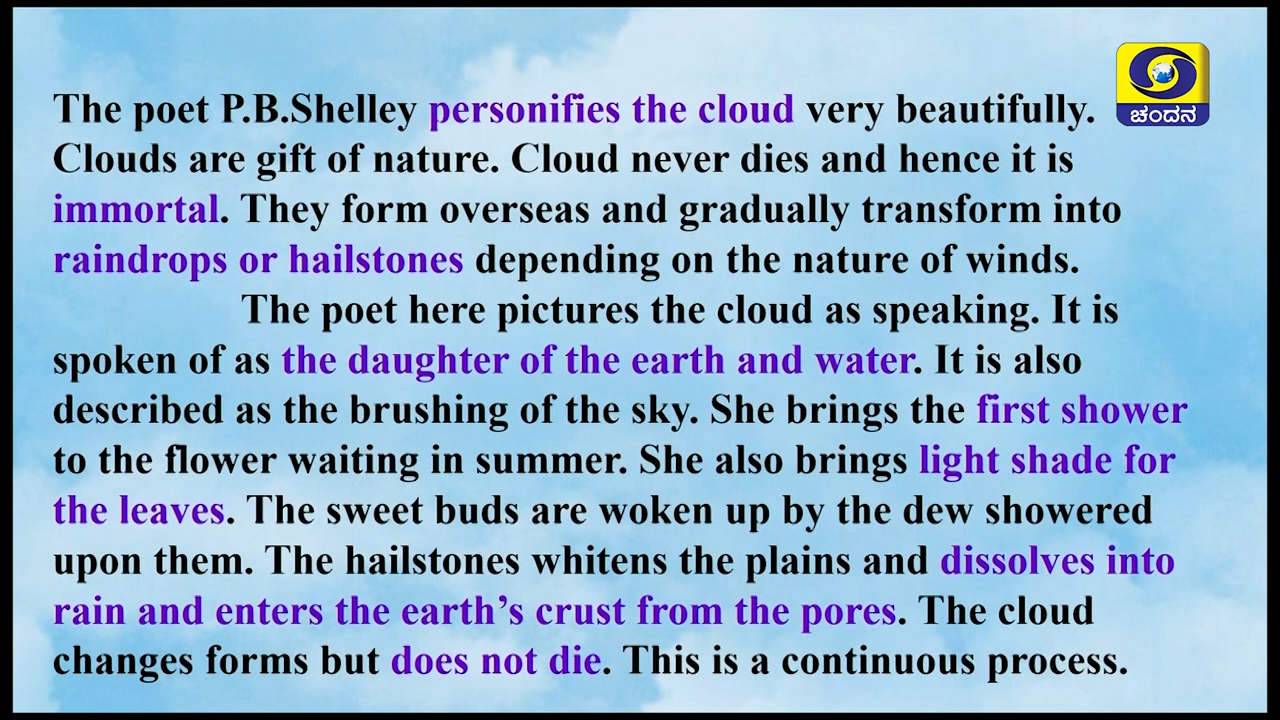 The poet P.B.Shelley personifies the cloud very beautifully.
Clouds are gift of nature. Cloud never dies and hence it is
immortal. They form overseas and gradually transform into
raindrops or hailstones depending on the nature of winds.
The poet here pictures the cloud as speaking. It is
spoken of as the daughter of the earth and water. It is also
described as the brushing of the sky. She brings the first shower
to the flower waiting in summer. She also brings light shade for
the leaves. The sweet buds are woken up by the dew showered
upon them. The hailstones whitens the plains and dissolves into
rain and enters the earth’s crust from the pores. The cloud
changes forms but does not die. This is a continuous process.
ಚಂದನ